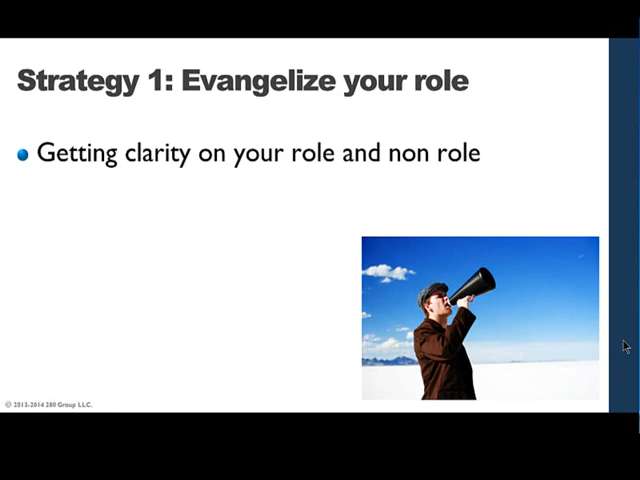 Strategy 1: Evangelize your role
Getting clarity on your role and non role
© 2013-2014 280 Group LLC.